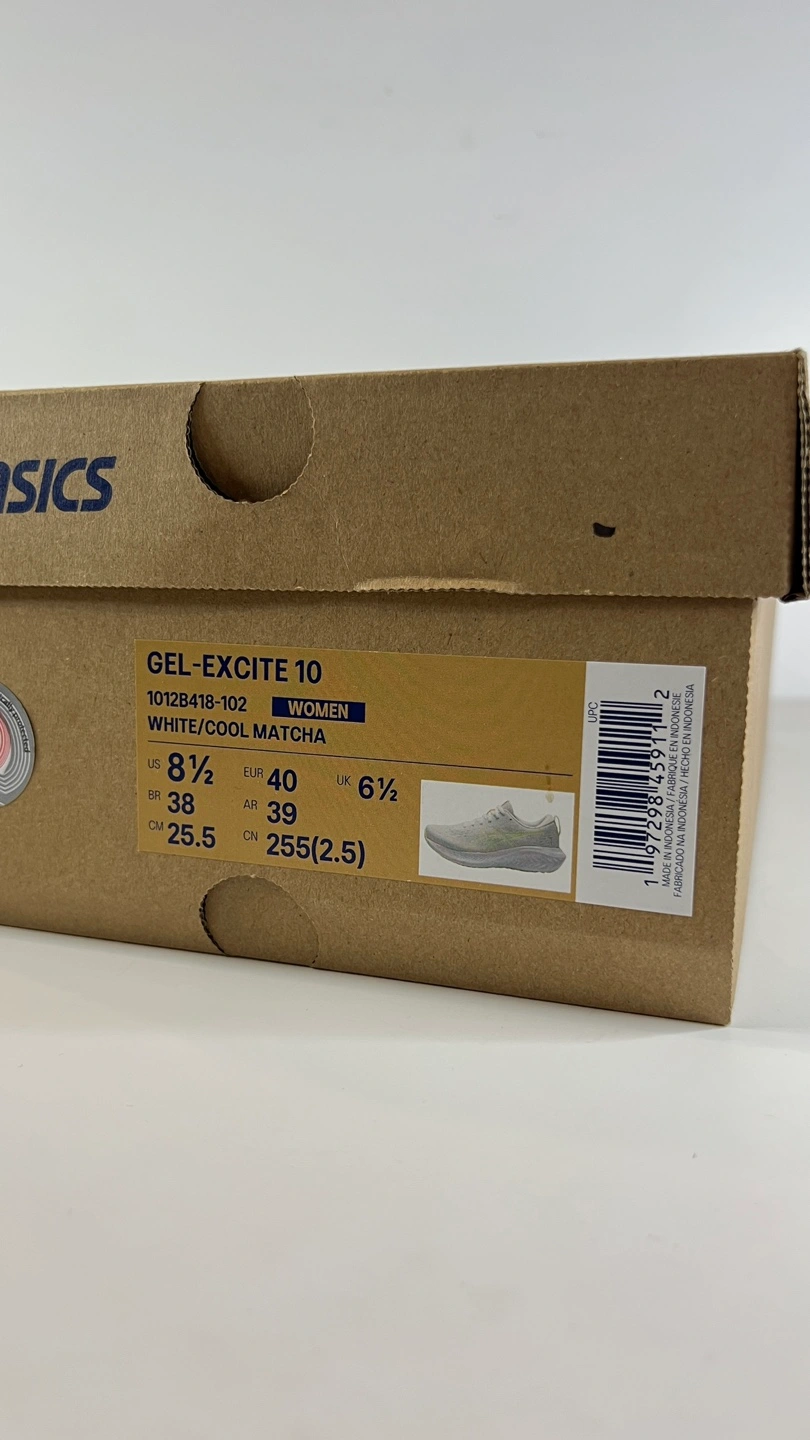 ASICS
GEL-EXCITE 10
1012B418-102 WOMEN
WHITE/COOL MATCHA
US 8½ EUR 40 UK 6½
BR 38 AR 39
CM 25.5 CN 255(2.5)
UPC
1 97298 45911 2
MADE IN INDONESIA / FABRIQUE EN INDONESIE
FABRICADO NA INDONÉSIA / HECHO EN INDONESIA
protected